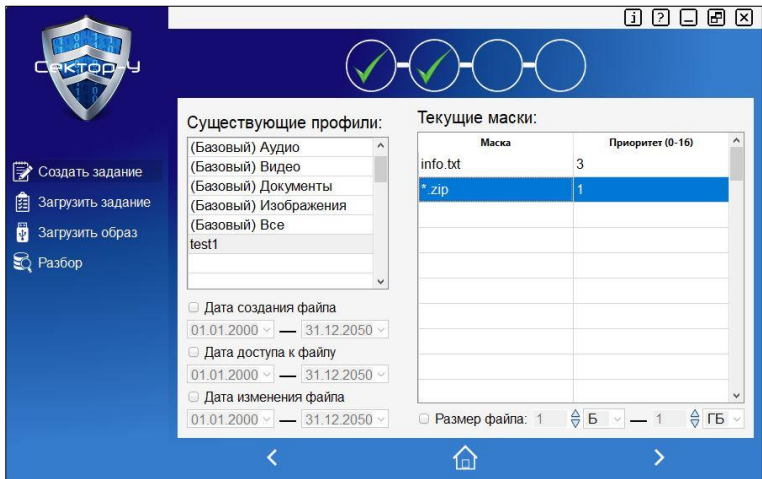 Сектор-У
Создать задание
Загрузить задание
Загрузить образ
Разбор
Существующие профили:
(Базовый) Аудио
(Базовый) Видео
(Базовый) Документы
(Базовый) Изображения
(Базовый) Все
test1
Дата создания файла
01.01.2000 — 31.12.2050
Дата доступа к файлу
01.01.2000 — 31.12.2050
Дата изменения файла
01.01.2000 — 31.12.2050
Текущие маски:
Маска Приоритет (0-16)
info.txt 3
*.zip 1
Размер файла: 1 Б — 1 ГБ